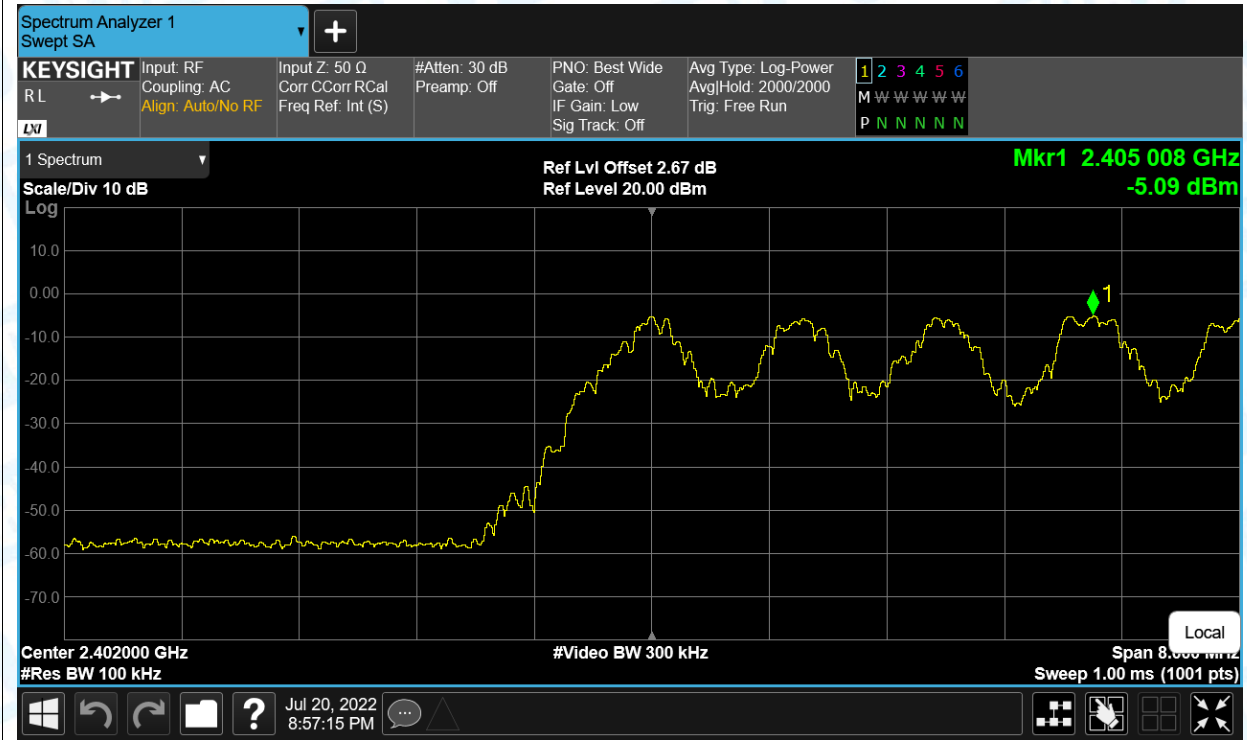 Spectrum Analyzer 1
Swept SA
+
KEYSIGHT
R L
LXI
Input: RF
Coupling: AC
Align: Auto/No RF
Input Z: 50 Ω
Corr CCorr RCal
Freq Ref: Int (S)
#Atten: 30 dB
Preamp: Off
PNO: Best Wide
Gate: Off
IF Gain: Low
Sig Track: Off
Avg Type: Log-Power
Avg|Hold: 2000/2000
Trig: Free Run
1 2 3 4 5 6
M W W W W W
P N N N N N
1 Spectrum
Scale/Div 10 dB
Log
Ref Lvl Offset 2.67 dB
Ref Level 20.00 dBm
Mkr1 2.405 008 GHz
-5.09 dBm
10.0
0.00
-10.0
-20.0
-30.0
-40.0
-50.0
-60.0
-70.0
1
Local
Center 2.402000 GHz
#Res BW 100 kHz
#Video BW 300 kHz
Span 8.000 MHz
Sweep 1.00 ms (1001 pts)
?
Jul 20, 2022
8:57:15 PM